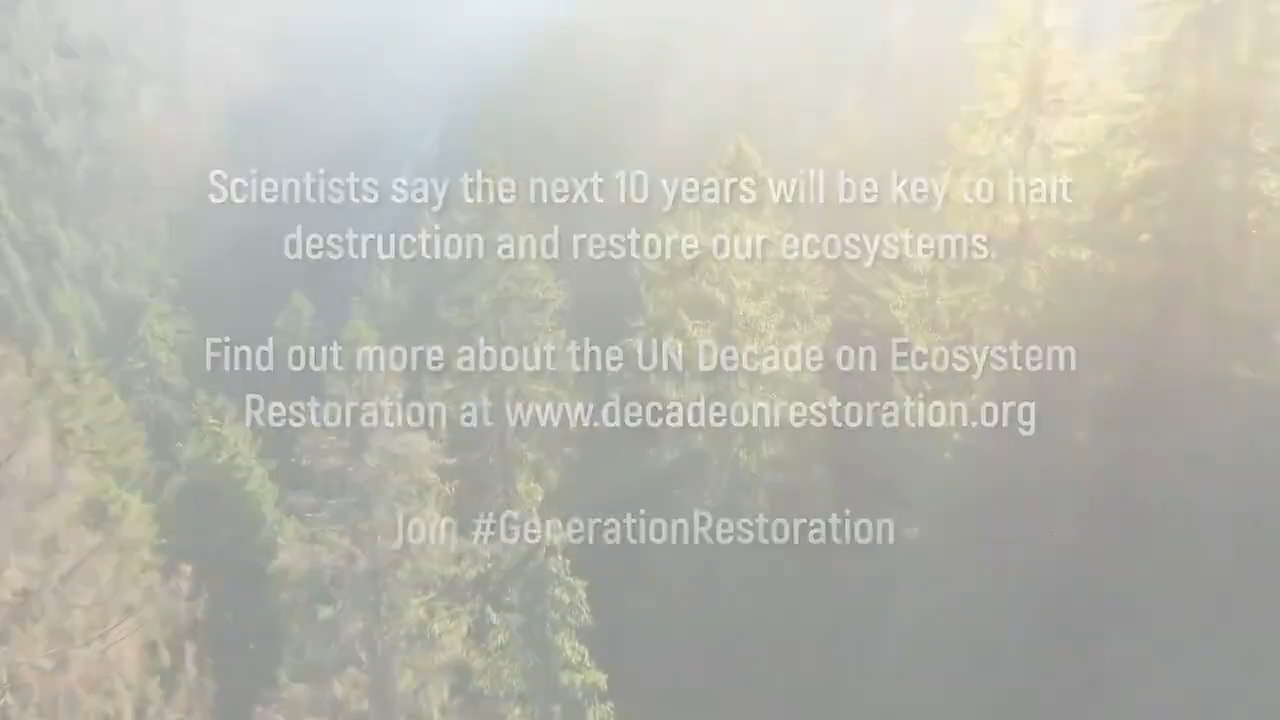 Scientists say the next 10 years will be key to halt
destruction and restore our ecosystems.
Find out more about the UN Decade on Ecosystem
Restoration at www.decadeonrestoration.org
Join #GenerationRestoration